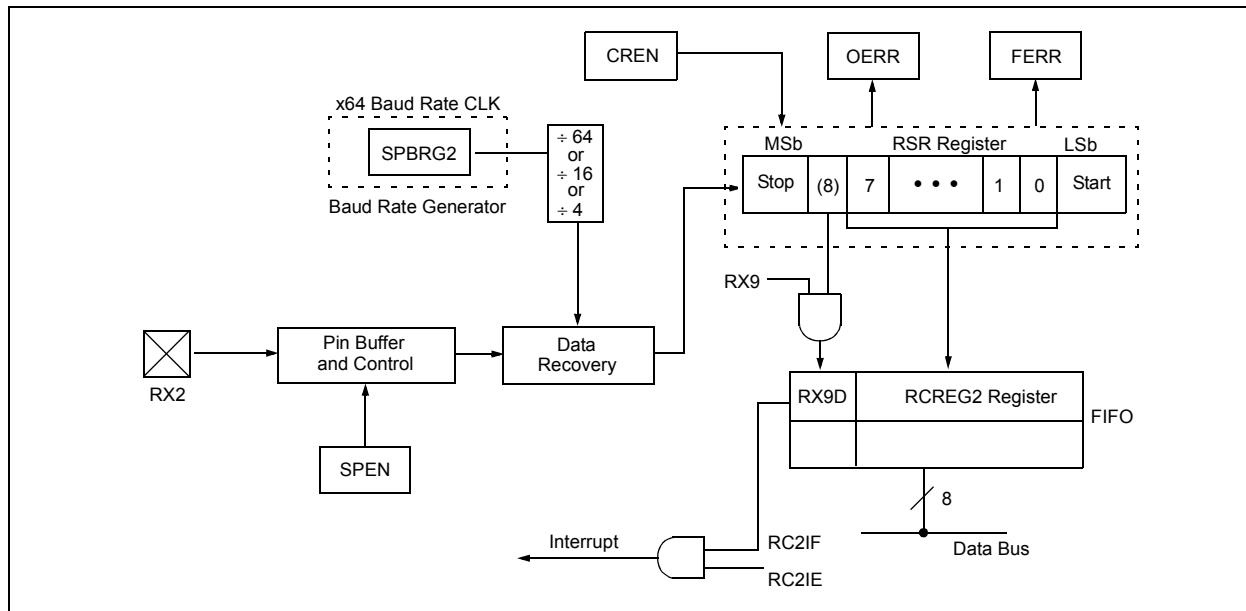 CREN
OERR
FERR
x64 Baud Rate CLK
SPBRG2
Baud Rate Generator
÷ 64
or
÷ 16
or
÷ 4
MSb
RSR Register
LSb
Stop
(8)
7
• • •
1
0
Start
RX9
RX2
Pin Buffer
and Control
Data
Recovery
SPEN
RX9D
RCREG2 Register
FIFO
8
Data Bus
Interrupt
RC2IF
RC2IE